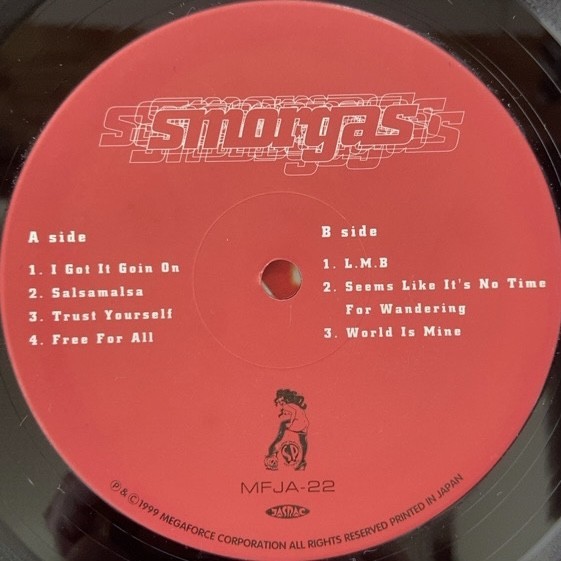 smorgas
A side
1. I Got It Goin On
2. Salsamalsa
3. Trust Yourself
4. Free For All
B side
1. L.M.B
2. Seems Like It's No Time
For Wandering
3. World Is Mine
MFJA-22
JASRAC
℗ & © 1999 MEGAFORCE CORPORATION ALL RIGHTS RESERVED PRINTED IN JAPAN